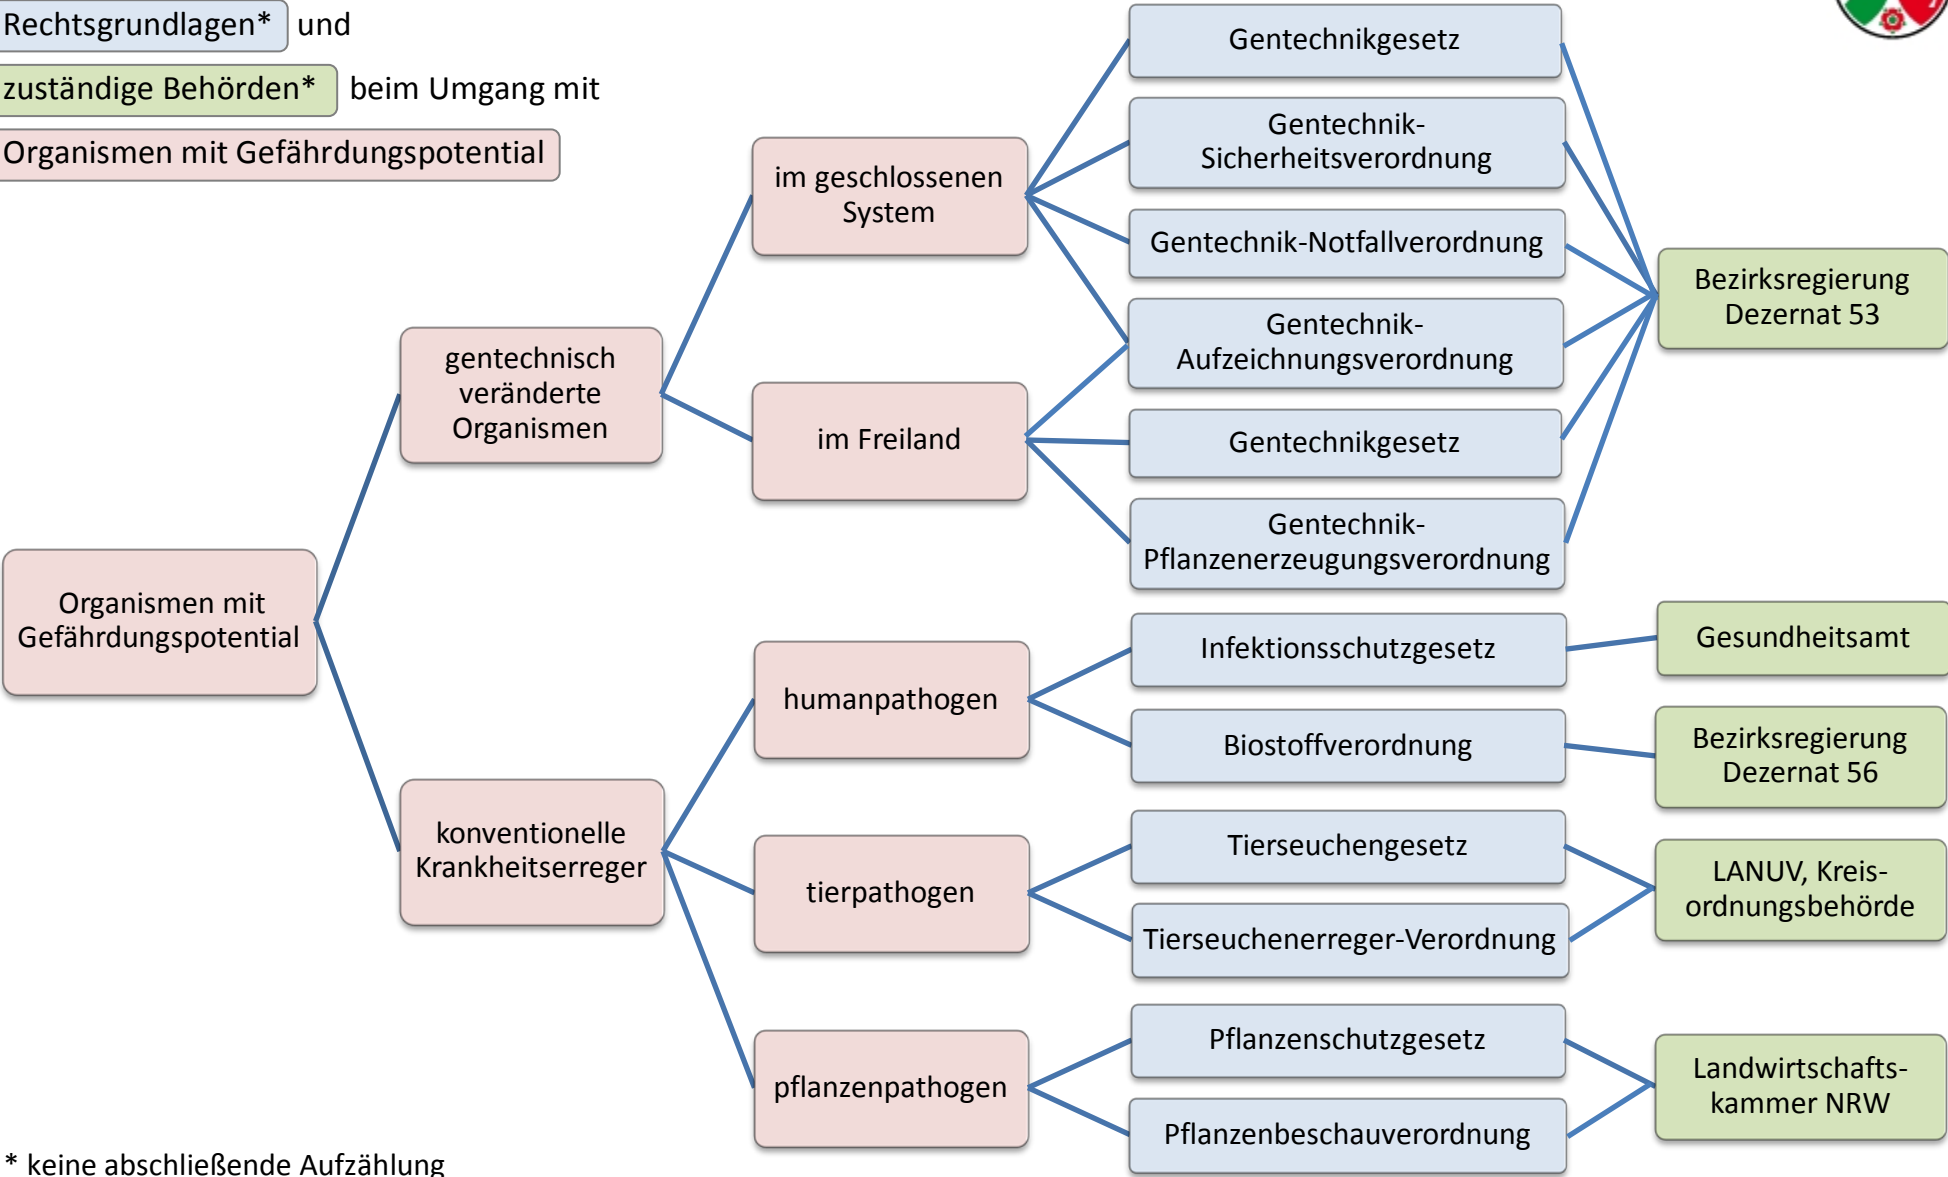 Rechtsgrundlagen* und
zuständige Behörden* beim Umgang mit
Organismen mit Gefährdungspotential
Organismen mit
Gefährdungspotential
gentechnisch
veränderte
Organismen
konventionelle
Krankheitserreger
im geschlossenen
System
im Freiland
humanpathogen
tierpathogen
pflanzenpathogen
Gentechnikgesetz
Gentechnik-
Sicherheitsverordnung
Gentechnik-Notfallverordnung
Gentechnik-
Aufzeichnungsverordnung
Gentechnikgesetz
Gentechnik-
Pflanzenerzeugungsverordnung
Infektionsschutzgesetz
Biostoffverordnung
Tierseuchengesetz
Tierseuchenerreger-Verordnung
Pflanzenschutzgesetz
Pflanzenbeschauverordnung
Bezirksregierung
Dezernat 53
Gesundheitsamt
Bezirksregierung
Dezernat 56
LANUV, Kreis-
ordnungsbehörde
Landwirtschafts-
kammer NRW
* keine abschließende Aufzählung